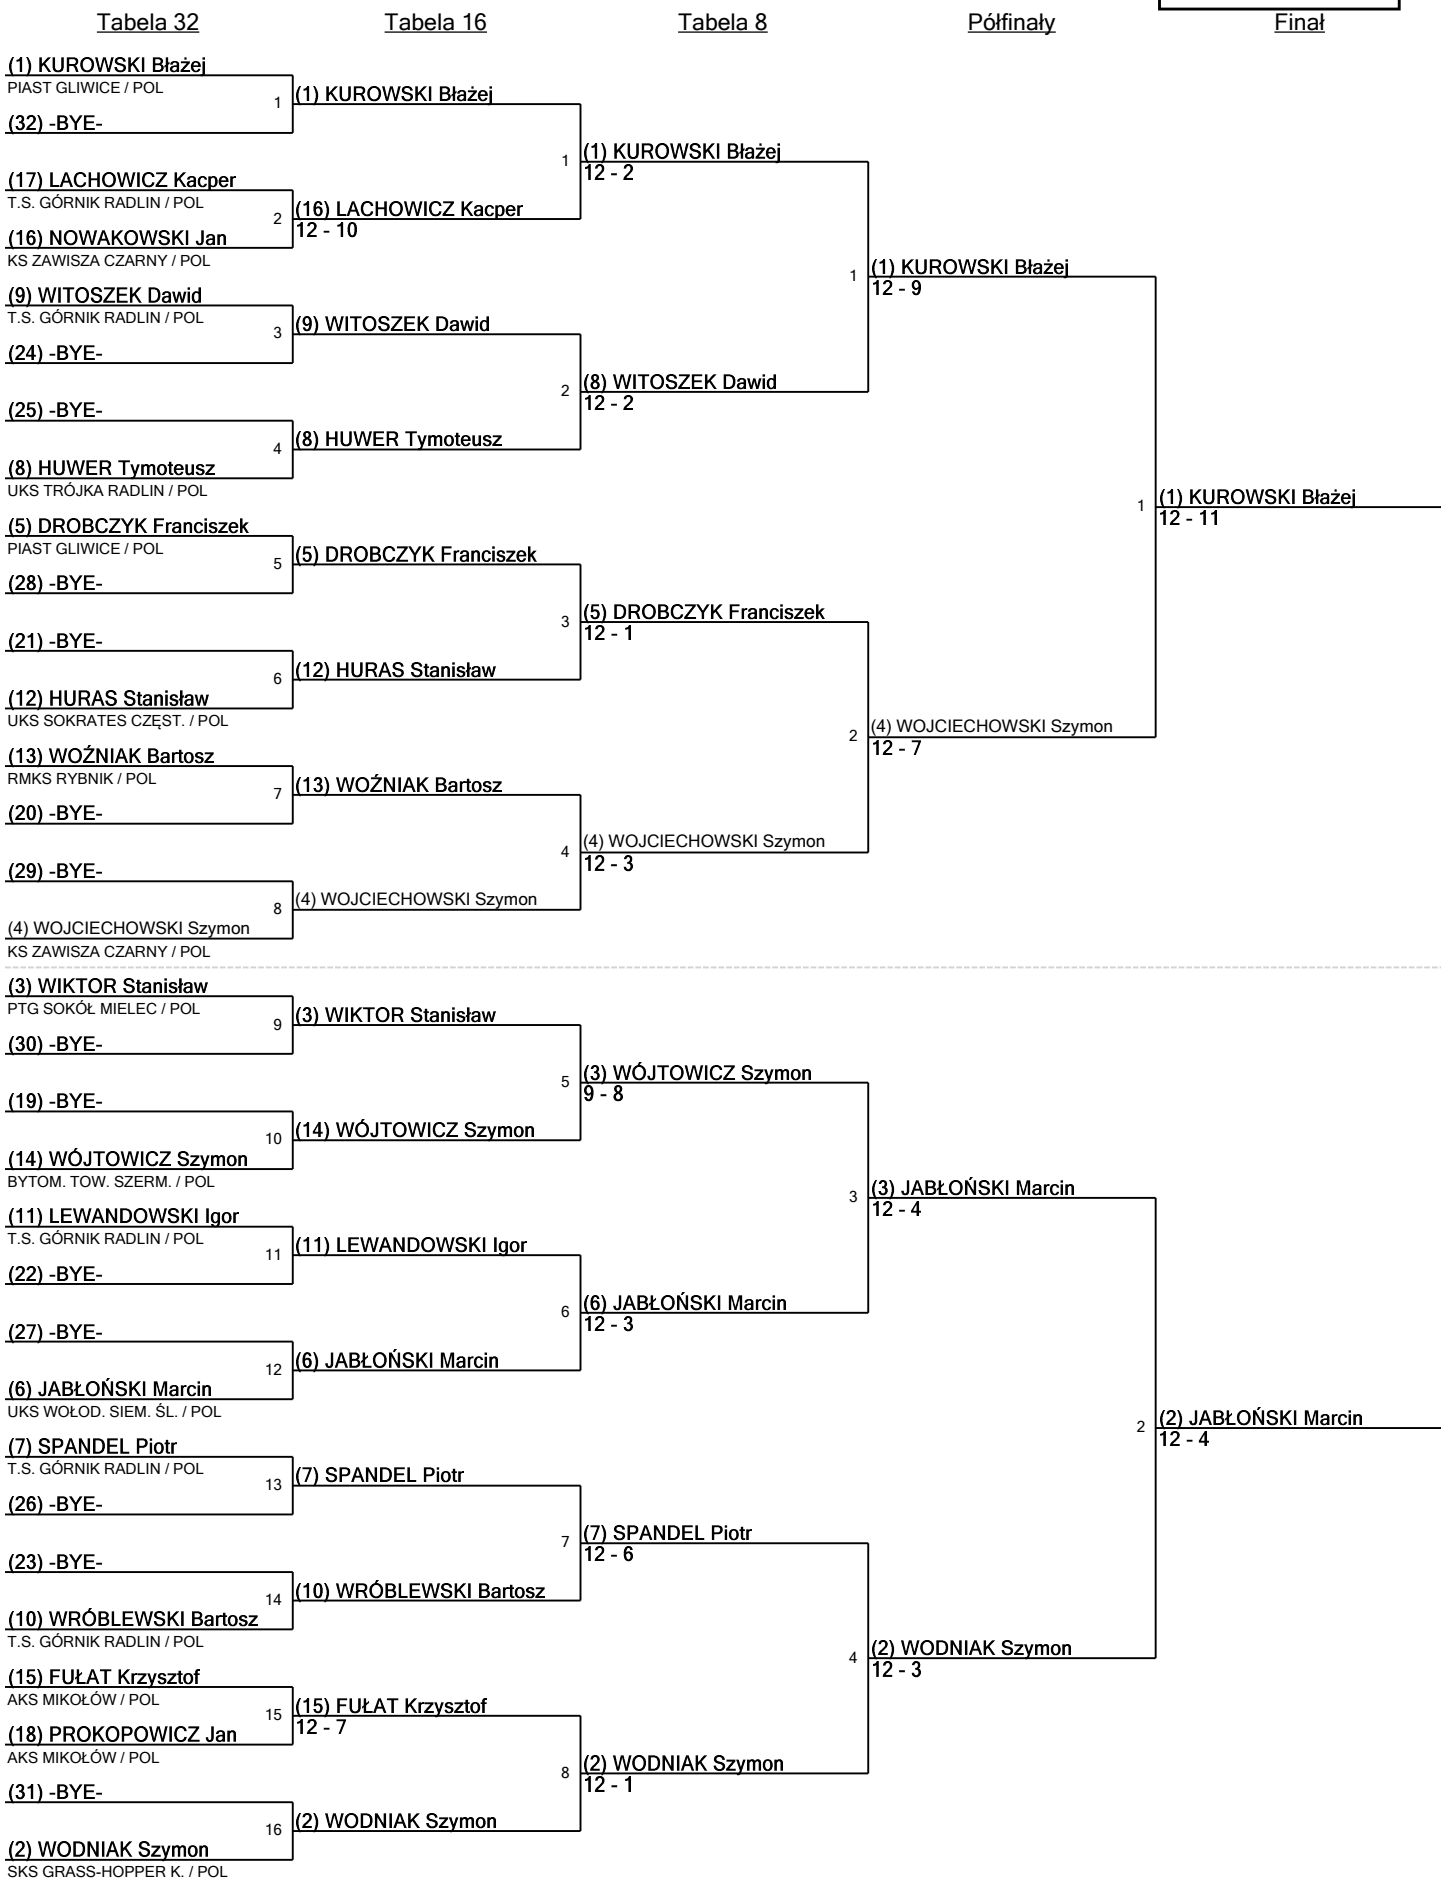 Tabela 32
Tabela 16
Tabela 8
Półfinały
Finał
(1) KUROWSKI Błażej
PIAST GLIWICE / POL
1
(32) -BYE-
(17) LACHOWICZ Kacper
T.S. GÓRNIK RADLIN / POL
2
(16) NOWAKOWSKI Jan
KS ZAWISZA CZARNY / POL
(9) WITOSZEK Dawid
T.S. GÓRNIK RADLIN / POL
3
(24) -BYE-
(25) -BYE-
4
(8) HUWER Tymoteusz
UKS TRÓJKA RADLIN / POL
(5) DROBCZYK Franciszek
PIAST GLIWICE / POL
5
(28) -BYE-
(21) -BYE-
6
(12) HURAS Stanisław
UKS SOKRATES CZĘST. / POL
(13) WOŹNIAK Bartosz
RMKS RYBNIK / POL
7
(20) -BYE-
(29) -BYE-
8
(4) WOJCIECHOWSKI Szymon
KS ZAWISZA CZARNY / POL
(3) WIKTOR Stanisław
PTG SOKÓŁ MIELEC / POL
9
(30) -BYE-
(19) -BYE-
10
(14) WÓJTOWICZ Szymon
BYTOM. TOW. SZERM. / POL
(11) LEWANDOWSKI Igor
T.S. GÓRNIK RADLIN / POL
11
(22) -BYE-
(27) -BYE-
12
(6) JABŁOŃSKI Marcin
UKS WOŁOD. SIEM. ŚL. / POL
(7) SPANDEL Piotr
T.S. GÓRNIK RADLIN / POL
13
(26) -BYE-
(23) -BYE-
14
(10) WRÓBLEWSKI Bartosz
T.S. GÓRNIK RADLIN / POL
(15) FUŁAT Krzysztof
AKS MIKOŁÓW / POL
15
(18) PROKOPOWICZ Jan
AKS MIKOŁÓW / POL
(31) -BYE-
16
(2) WODNIAK Szymon
SKS GRASS-HOPPER K. / POL
(1) KUROWSKI Błażej
1
(16) LACHOWICZ Kacper
12 - 10
(9) WITOSZEK Dawid
2
(8) HUWER Tymoteusz
(5) DROBCZYK Franciszek
3
(12) HURAS Stanisław
(13) WOŹNIAK Bartosz
4
(4) WOJCIECHOWSKI Szymon
(3) WIKTOR Stanisław
5
(14) WÓJTOWICZ Szymon
(11) LEWANDOWSKI Igor
6
(6) JABŁOŃSKI Marcin
(7) SPANDEL Piotr
7
(10) WRÓBLEWSKI Bartosz
(15) FUŁAT Krzysztof
12 - 7
8
(2) WODNIAK Szymon
(1) KUROWSKI Błażej
12 - 2
1
(8) WITOSZEK Dawid
12 - 2
(5) DROBCZYK Franciszek
12 - 1
2
(4) WOJCIECHOWSKI Szymon
12 - 3
(3) WÓJTOWICZ Szymon
9 - 8
3
(6) JABŁOŃSKI Marcin
12 - 3
(7) SPANDEL Piotr
12 - 6
4
(2) WODNIAK Szymon
12 - 1
(1) KUROWSKI Błażej
12 - 9
1
(4) WOJCIECHOWSKI Szymon
12 - 7
(3) JABŁOŃSKI Marcin
12 - 4
2
(2) WODNIAK Szymon
12 - 3
(1) KUROWSKI Błażej
12 - 11
(2) JABŁOŃSKI Marcin
12 - 4